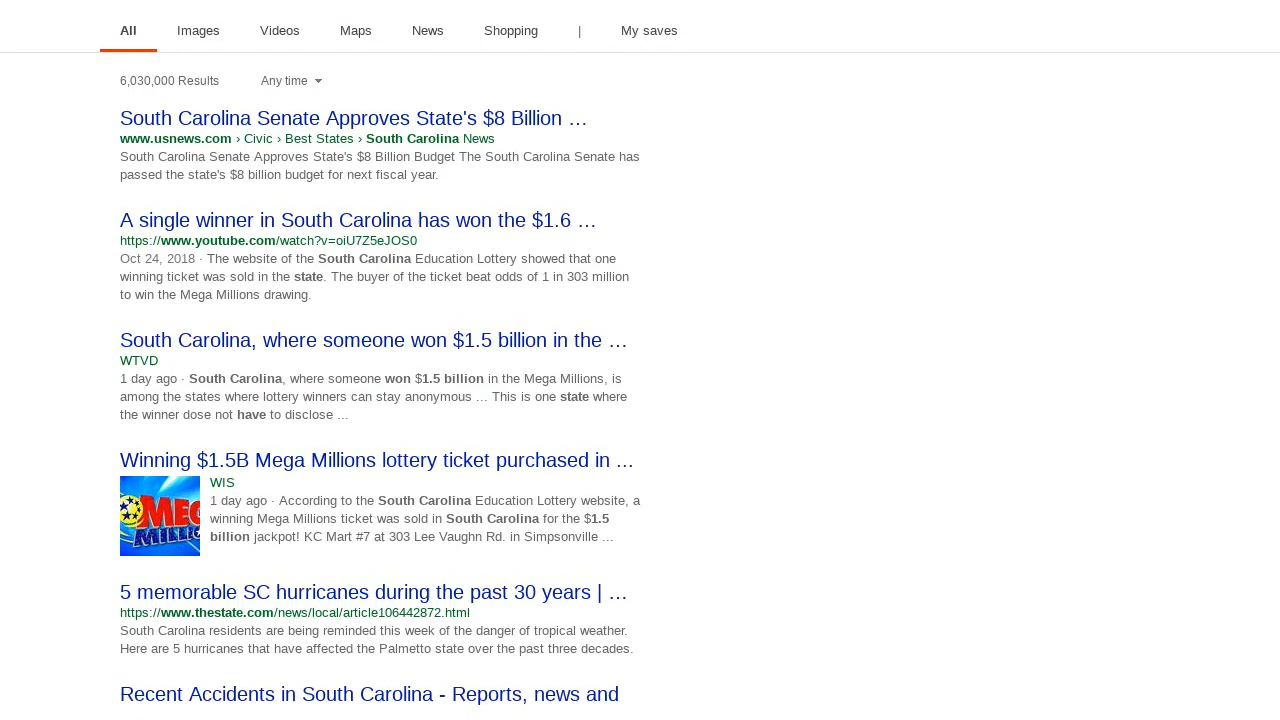 All Images Videos Maps News Shopping | My saves
6,030,000 Results Any time
South Carolina Senate Approves State's $8 Billion …
www.usnews.com › Civic › Best States › South Carolina News
South Carolina Senate Approves State's $8 Billion Budget The South Carolina Senate has
passed the state's $8 billion budget for next fiscal year.
A single winner in South Carolina has won the $1.6 …
https://www.youtube.com/watch?v=oiU7Z5eJOS0
Oct 24, 2018 · The website of the South Carolina Education Lottery showed that one
winning ticket was sold in the state. The buyer of the ticket beat odds of 1 in 303 million
to win the Mega Millions drawing.
South Carolina, where someone won $1.5 billion in the …
WTVD
1 day ago · South Carolina, where someone won $1.5 billion in the Mega Millions, is
among the states where lottery winners can stay anonymous ... This is one state where
the winner dose not have to disclose ...
Winning $1.5B Mega Millions lottery ticket purchased in …
WIS
1 day ago · According to the South Carolina Education Lottery website, a
winning Mega Millions ticket was sold in South Carolina for the $1.5
billion jackpot! KC Mart #7 at 303 Lee Vaughn Rd. in Simpsonville ...
MEG
MILLIO
5 memorable SC hurricanes during the past 30 years | …
https://www.thestate.com/news/local/article106442872.html
South Carolina residents are being reminded this week of the danger of tropical weather.
Here are 5 hurricanes that have affected the Palmetto state over the past three decades.
Recent Accidents in South Carolina - Reports, news and